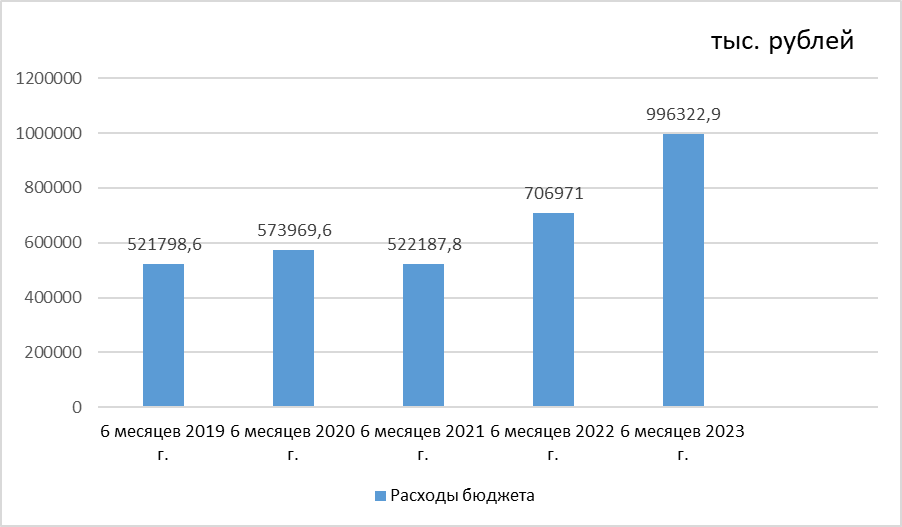 тыс. рублей
1200000
1000000
800000
600000
400000
200000
0
521798,6
573969,6
522187,8
706971
996322,9
6 месяцев 2019 г.
6 месяцев 2020 г.
6 месяцев 2021 г.
6 месяцев 2022 г.
6 месяцев 2023 г.
Расходы бюджета